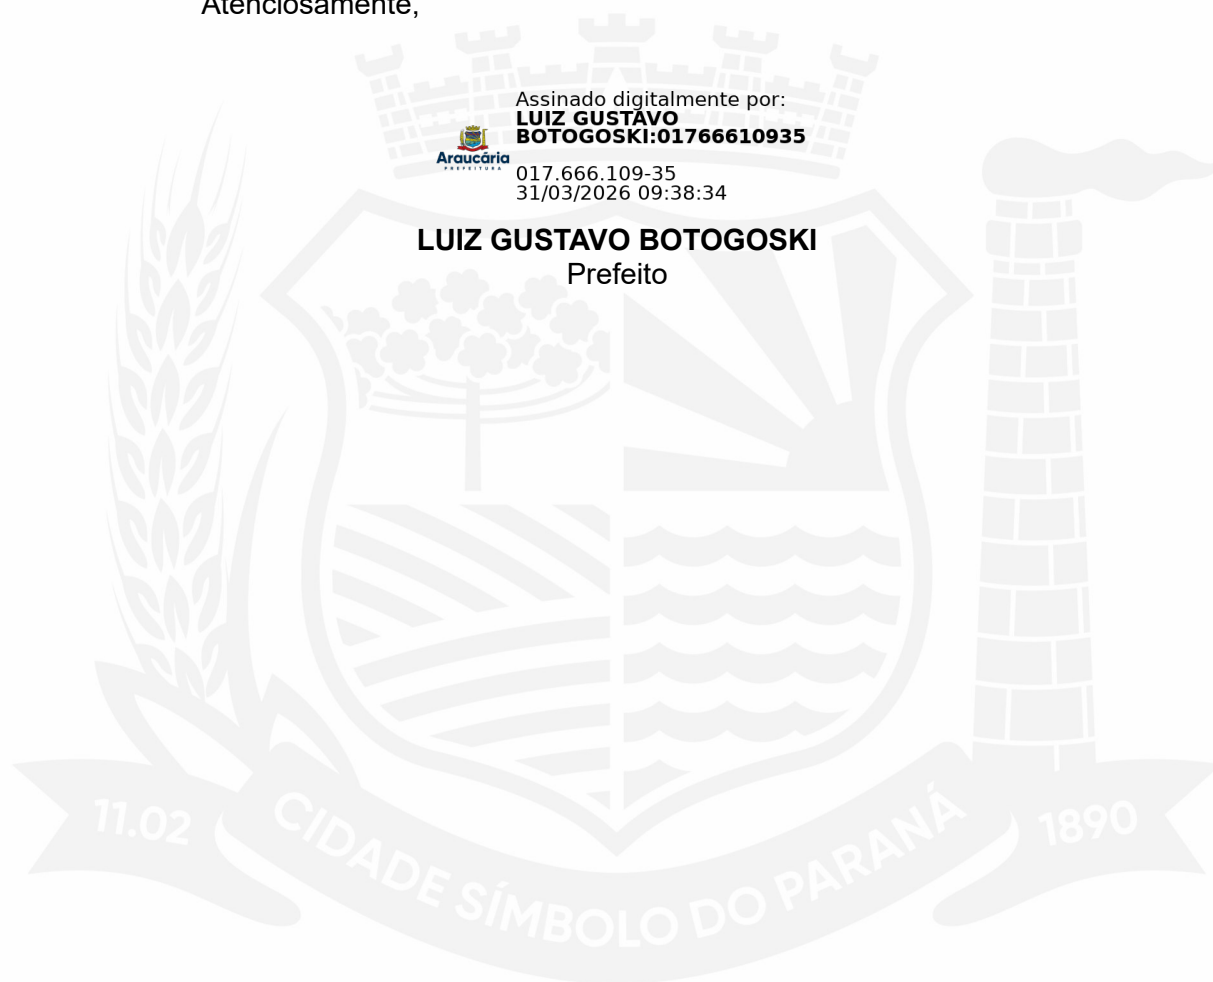 Atenciosamente,
Assinado digitalmente por:
LUIZ GUSTAVO
BOTOGOSKI:01766610935
Araucária
PREFEITURA
017.666.109-35
31/03/2026 09:38:34
LUIZ GUSTAVO BOTOGOSKI
Prefeito
11.02
CIDADE SÍMBOLO DO PARANÁ
1890